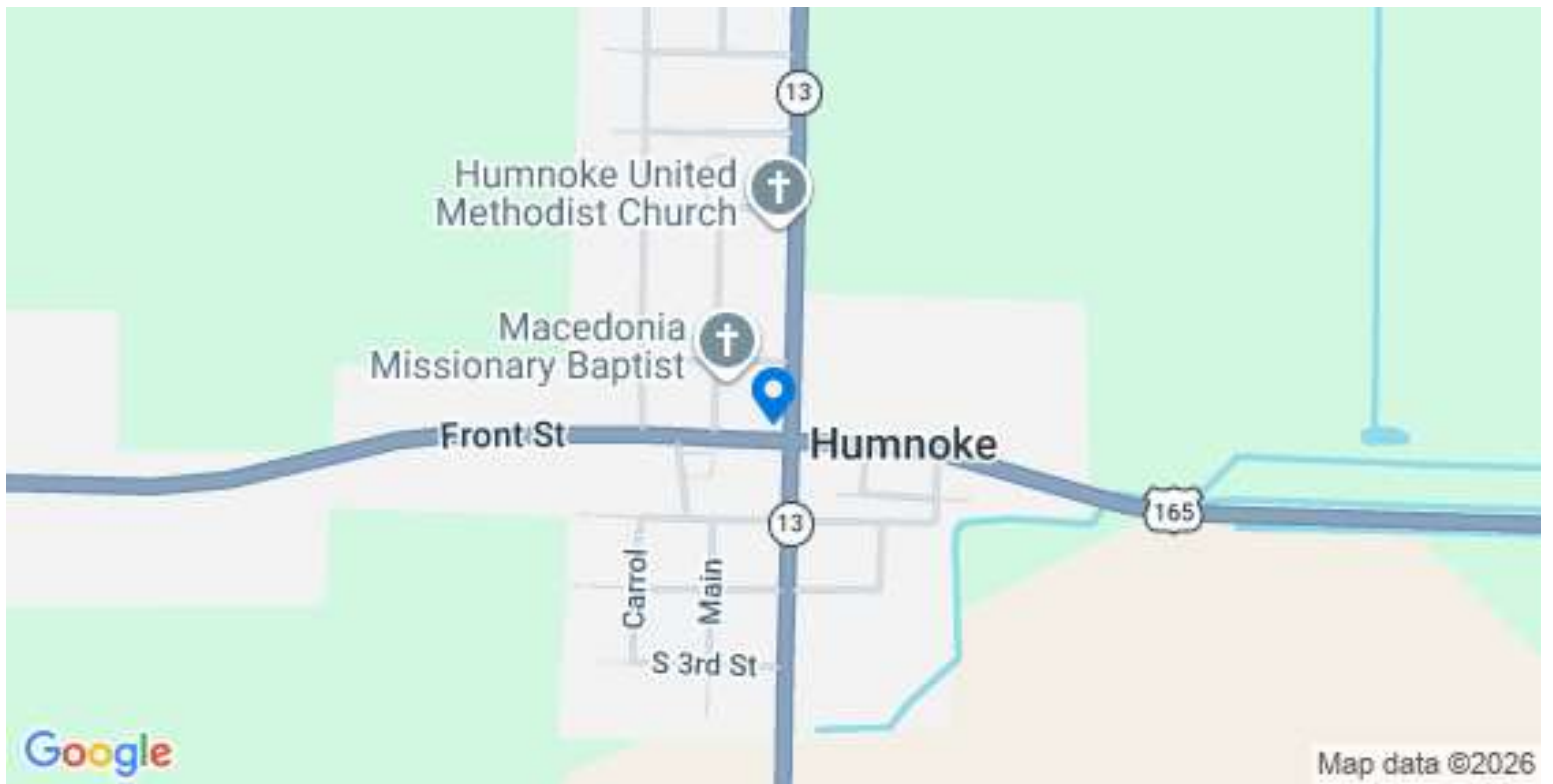 13
Humnoke United
Methodist Church
Macedonia
Missionary Baptist
Front St
Humnoke
165
13
Carrol
Main
S 3rd St
Google
Map data ©2026